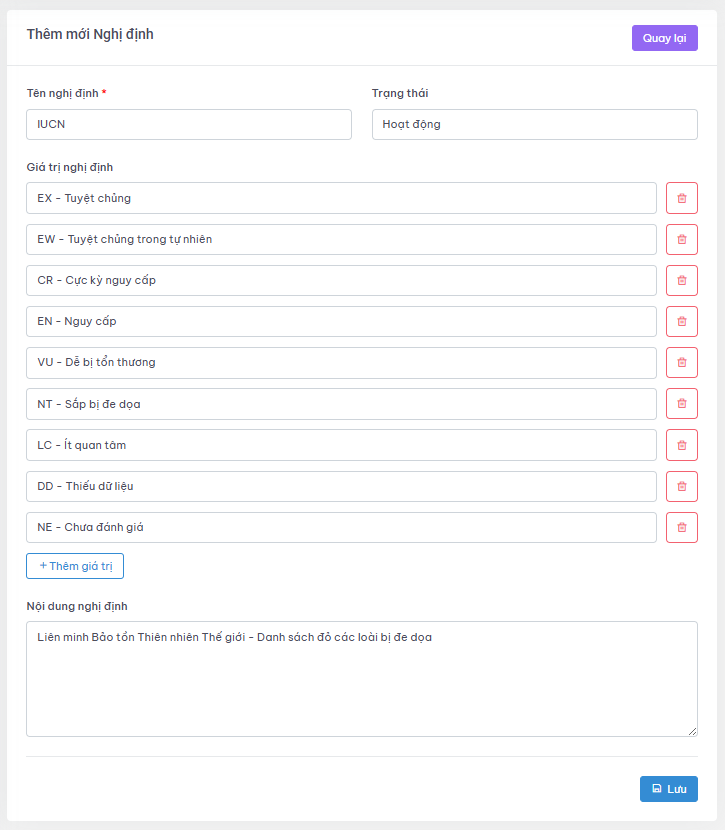 Thêm mới Nghị định
Quay lại
Tên nghị định *
Trạng thái
IUCN
Hoạt động
Giá trị nghị định
EX - Tuyệt chủng
EW - Tuyệt chủng trong tự nhiên
CR - Cực kỳ nguy cấp
EN - Nguy cấp
VU - Dễ bị tổn thương
NT - Sắp bị đe dọa
LC - Ít quan tâm
DD - Thiếu dữ liệu
NE - Chưa đánh giá
+ Thêm giá trị
Nội dung nghị định
Liên minh Bảo tồn Thiên nhiên Thế giới - Danh sách đỏ các loài bị đe dọa
Lưu